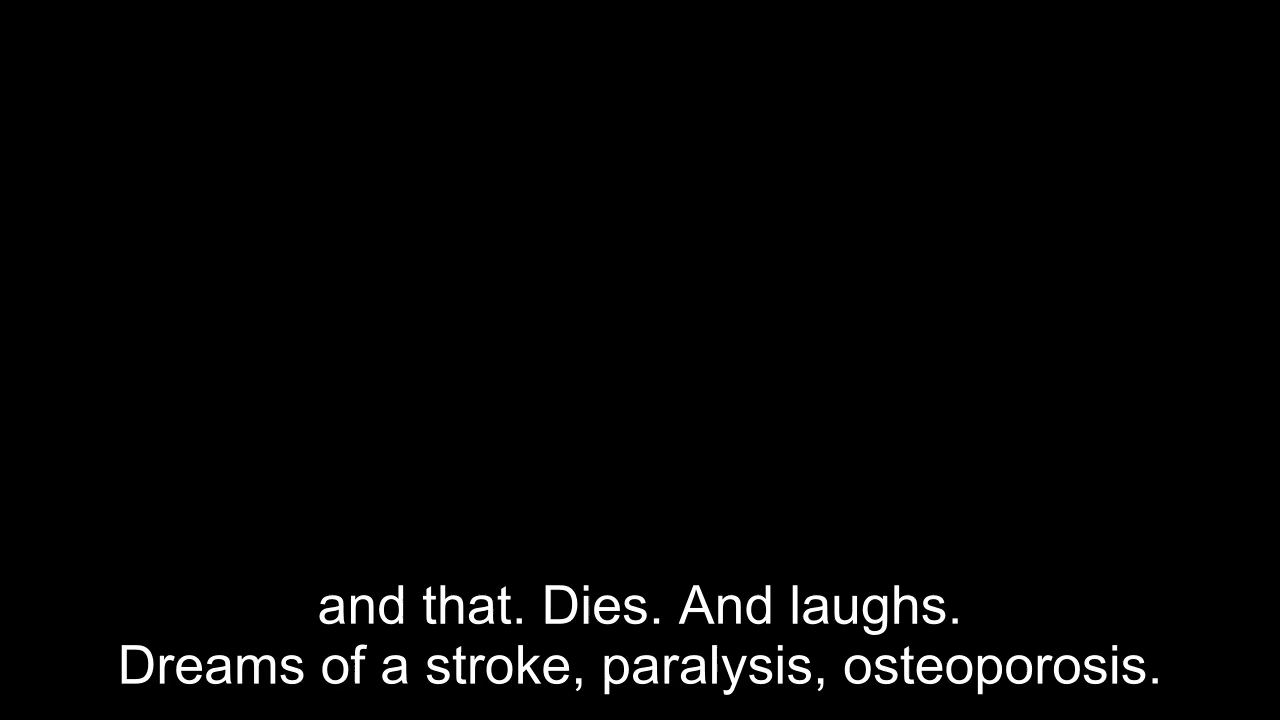 and that. Dies. And laughs.
Dreams of a stroke, paralysis, osteoporosis.